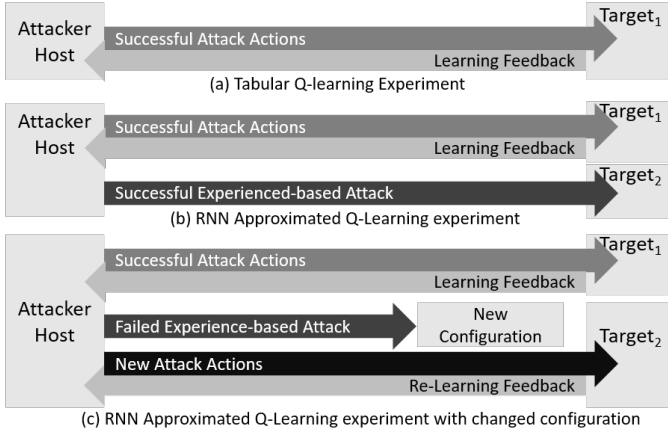 Attacker
Host
Successful Attack Actions
Target₁
Learning Feedback
(a) Tabular Q-learning Experiment
Attacker
Host
Successful Attack Actions
Target₁
Learning Feedback
Target₂
Successful Experienced-based Attack
(b) RNN Approximated Q-Learning experiment
Attacker
Host
Successful Attack Actions
Target₁
Learning Feedback
Failed Experience-based Attack
New
Configuration
Target₂
New Attack Actions
Re-Learning Feedback
(c) RNN Approximated Q-Learning experiment with changed configuration